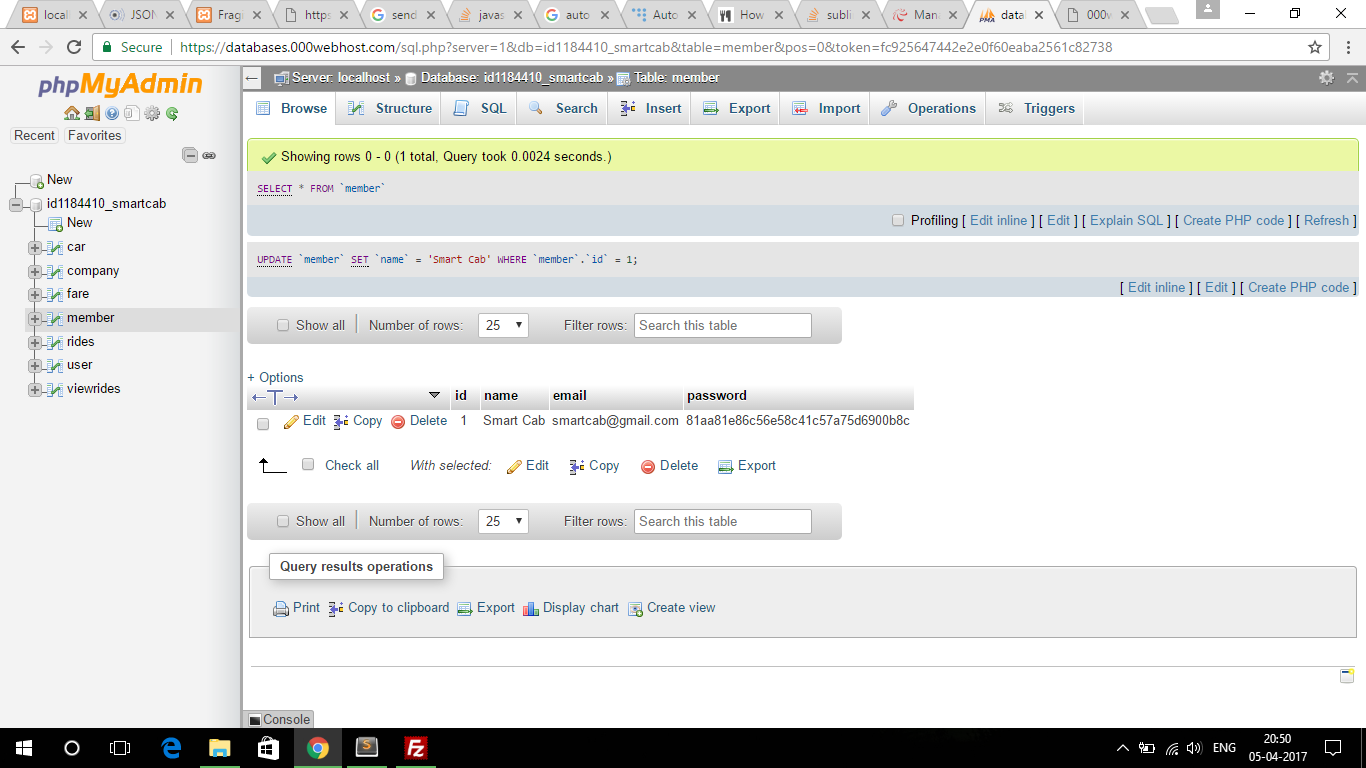 local
JSON
Frag
https
send
javas
auto
Auto
How
subli
Mana
datal
000w
Secure https://databases.000webhost.com/sql.php?server=1&db=id1184410_smartcab&table=member&pos=0&token=fc925647442e2e0f60eaba2561c82738
phpMyAdmin
Recent Favorites
New
id1184410_smartcab
New
car
company
fare
member
rides
user
viewrides
Server: localhost » Database: id1184410_smartcab » Table: member
Browse Structure SQL Search Insert Export Import Operations Triggers
Showing rows 0 - 0 (1 total, Query took 0.0024 seconds.)
SELECT * FROM `member`
Profiling [ Edit inline ] [ Edit ] [ Explain SQL ] [ Create PHP code ] [ Refresh ]
UPDATE `member` SET `name` = 'Smart Cab' WHERE `member`.`id` = 1;
[ Edit inline ] [ Edit ] [ Create PHP code ]
Show all Number of rows: 25 Filter rows: Search this table
+ Options
id name email password
Edit Copy Delete 1 Smart Cab smartcab@gmail.com 81aa81e86c56e58c41c57a75d6900b8c
Check all With selected: Edit Copy Delete Export
Show all Number of rows: 25 Filter rows: Search this table
Query results operations
Print Copy to clipboard Export Display chart Create view
Console
ENG
20:50
05-04-2017